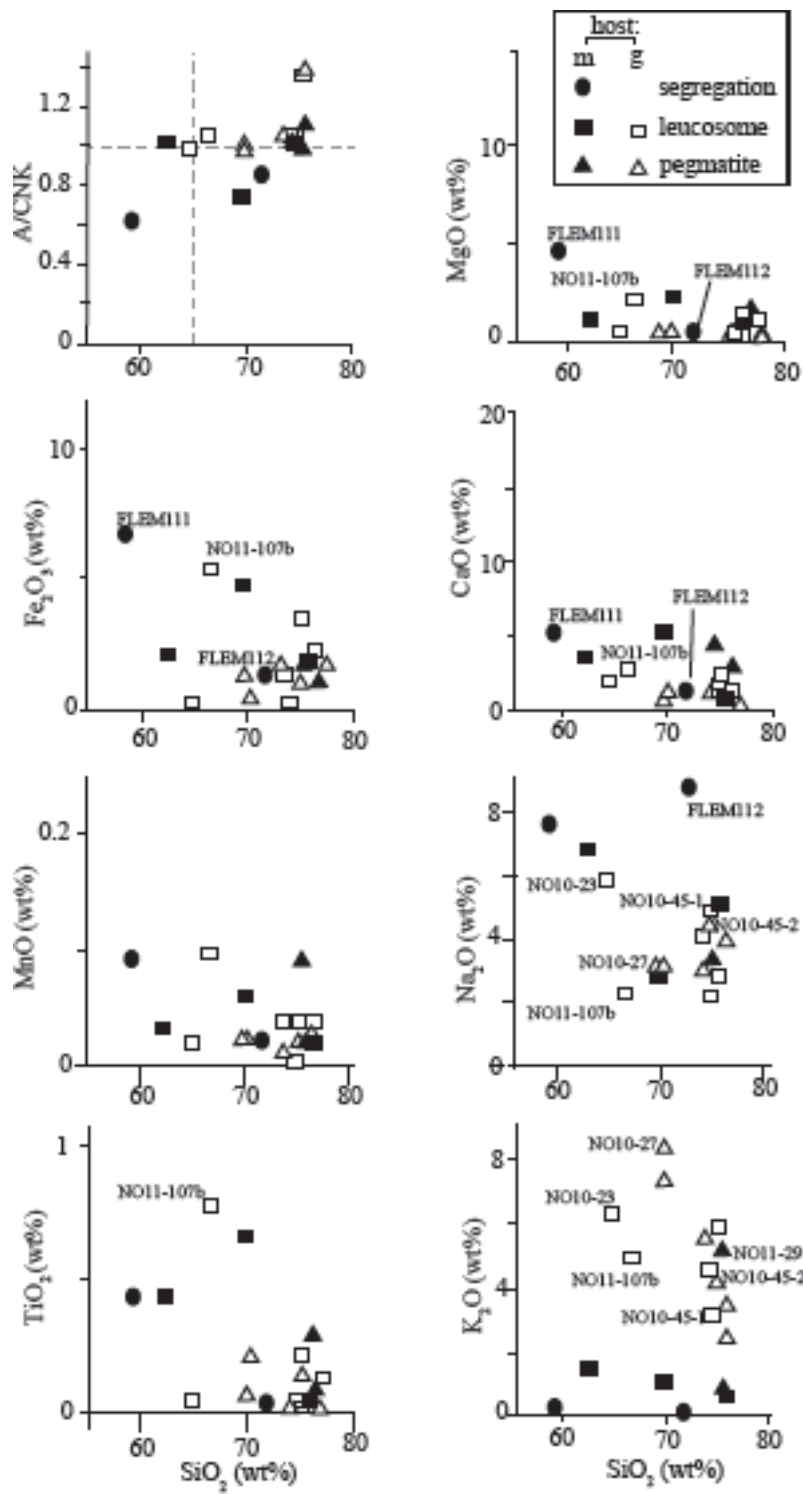 host:
m g
segregation
leucosome
pegmatite
1.2
0.8
0.4
0
A/CNK
60 70 80
10
0
MgO (wt%)
FLEM111
FLEM112
NO11-107b
60 70 80
10
0
Fe₂O₃ (wt%)
FLEM111
NO11-107b
FLEM112
60 70 80
20
10
0
CaO (wt%)
FLEM111
FLEM112
NO11-107b
60 70 80
0.2
0
MnO (wt%)
60 70 80
8
4
0
Na₂O (wt%)
FLEM112
NO10-23
NO10-45-1
NO10-45-2
NO10-27
NO11-107b
60 70 80
1
0
TiO₂ (wt%)
NO11-107b
60 70 80
SiO₂ (wt%)
8
4
0
K₂O (wt%)
NO10-27
NO10-23
NO11-29
NO11-107b
NO10-45-2
NO10-45-1
60 70 80
SiO₂ (wt%)